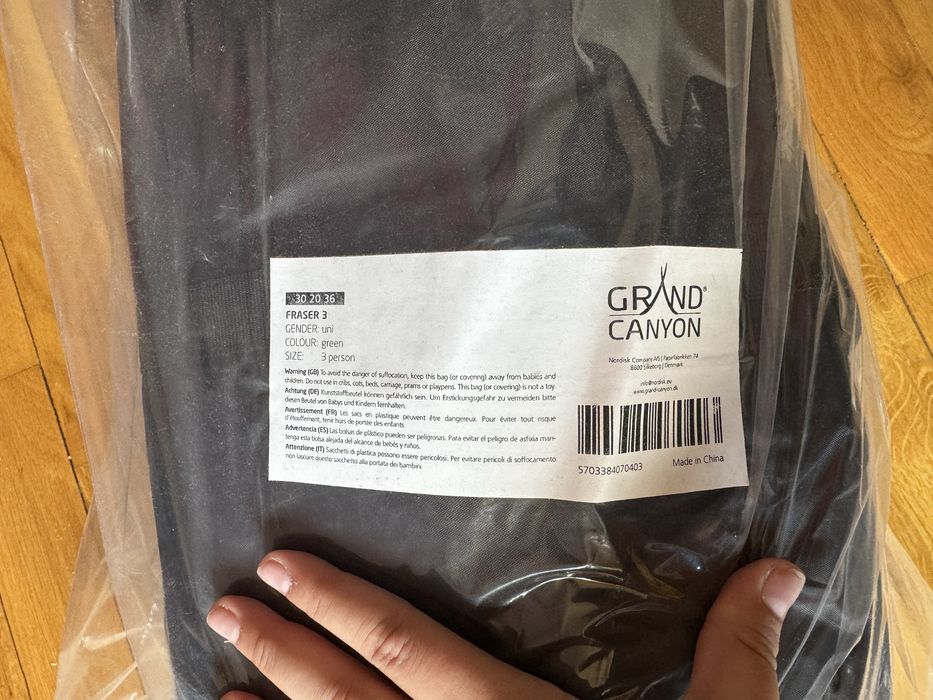 30 20 36
FRASER 3
GENDER: uni
COLOUR: green
SIZE: 3 person
Warning (GB) To avoid the danger of suffocation, keep this bag (or covering) away from babies and
children. Do not use in cribs, cots, beds, carriage, prams or playpens. This bag (or covering) is not a toy.
Achtung (DE) Kunststoffbeutel können gefährlich sein. Um Erstickungsgefahr zu vermeiden bitte
diesen Beutel von Babys und Kindern fernhalten.
Avertissement (FR) Les sacs en plastique peuvent être dangereux. Pour éviter tout risque
d'étouffement, tenir hors de portée des enfants.
Advertencia (ES) Las bolsas de plástico pueden ser peligrosas. Para evitar el peligro de asfixia man-
tenga esta bolsa alejada del alcance de bebés y niños.
Attenzione (IT) Sacchetti di plastica possono essere pericolosi. Per evitare pericoli di soffocamento
non lasciare questo sacchetto alla portata dei bambini.
GRAND®
CANYON
Nordisk Company A/S | Papirfabrikken 74
8600 Silkeborg | Denmark
info@nordisk.eu
www.grand-canyon.dk
5703384070403
Made in China